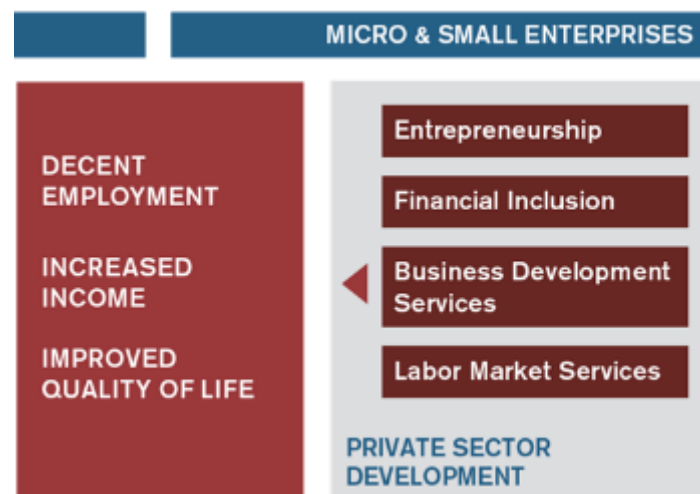 MICRO & SMALL ENTERPRISES
DECENT
EMPLOYMENT
INCREASED
INCOME
IMPROVED
QUALITY OF LIFE
Entrepreneurship
Financial Inclusion
Business Development
Services
Labor Market Services
PRIVATE SECTOR
DEVELOPMENT